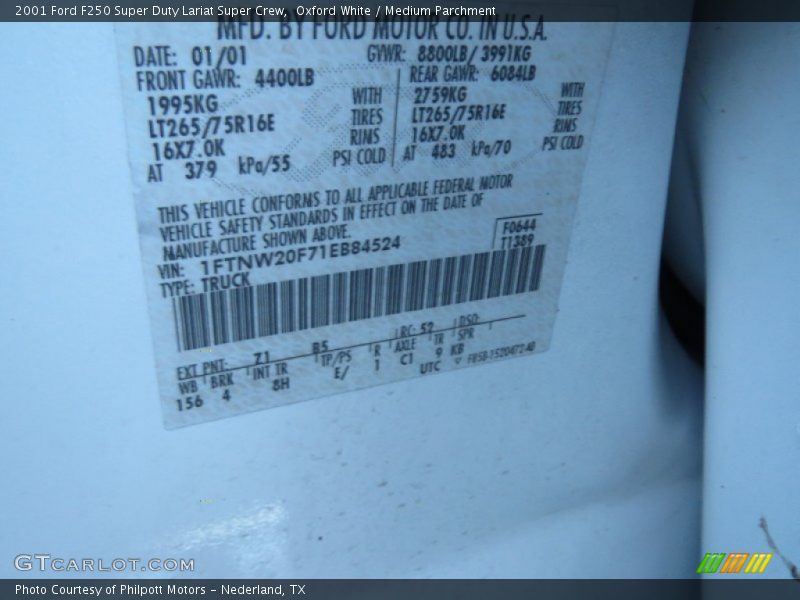 2001 Ford F250 Super Duty Lariat Super Crew,  Oxford White / Medium Parchment
MFD. BY FORD MOTOR CO. IN U.S.A.
DATE: 01/01 GVWR: 8800LB/ 3991KG
FRONT GAWR: 4400LB REAR GAWR: 6084LB
1995KG WITH 2759KG WITH
LT265/75R16E TIRES LT265/75R16E TIRES
16X7.0K RIMS 16X7.0K RIMS
AT 379 kPa/55 PSI COLD AT 483 kPa/70 PSI COLD
THIS VEHICLE CONFORMS TO ALL APPLICABLE FEDERAL MOTOR
VEHICLE SAFETY STANDARDS IN EFFECT ON THE DATE OF
MANUFACTURE SHOWN ABOVE.
VIN: 1FTNW20F71EB84524
F0644
T1389
TYPE: TRUCK
EXT PNT: Z1 B5 RC: 52 DSO:
WB BRK INT TR TP/PS R AXLE TR SPR
156 4 8H E/ 1 C1 9 KB
UTC
GTCARLOT.COM
Photo Courtesy of Philpott Motors - Nederland, TX